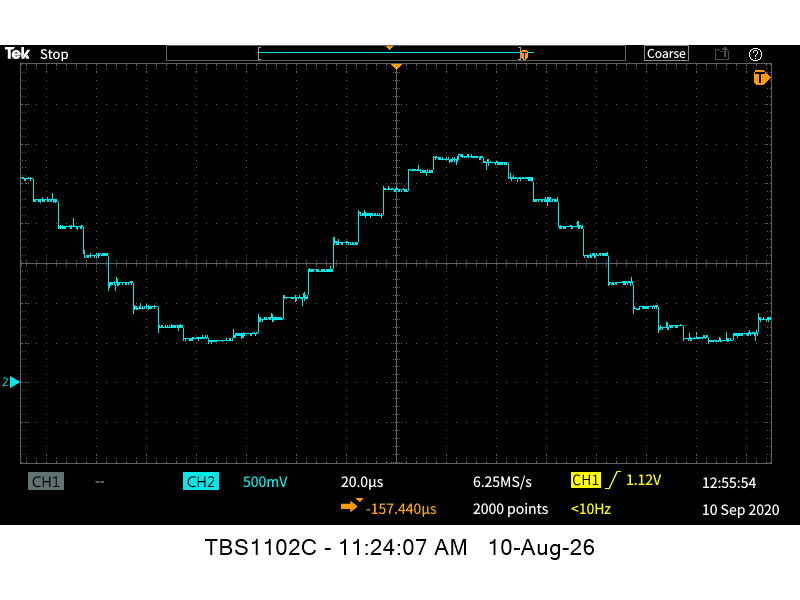 Tek Stop
Coarse
?
T
T
2
CH1 -- CH2 500mV 20.0µs 6.25MS/s CH1 1.12V 12:55:54
-157.440µs 2000 points <10Hz 10 Sep 2020
TBS1102C - 11:24:07 AM 10-Aug-26